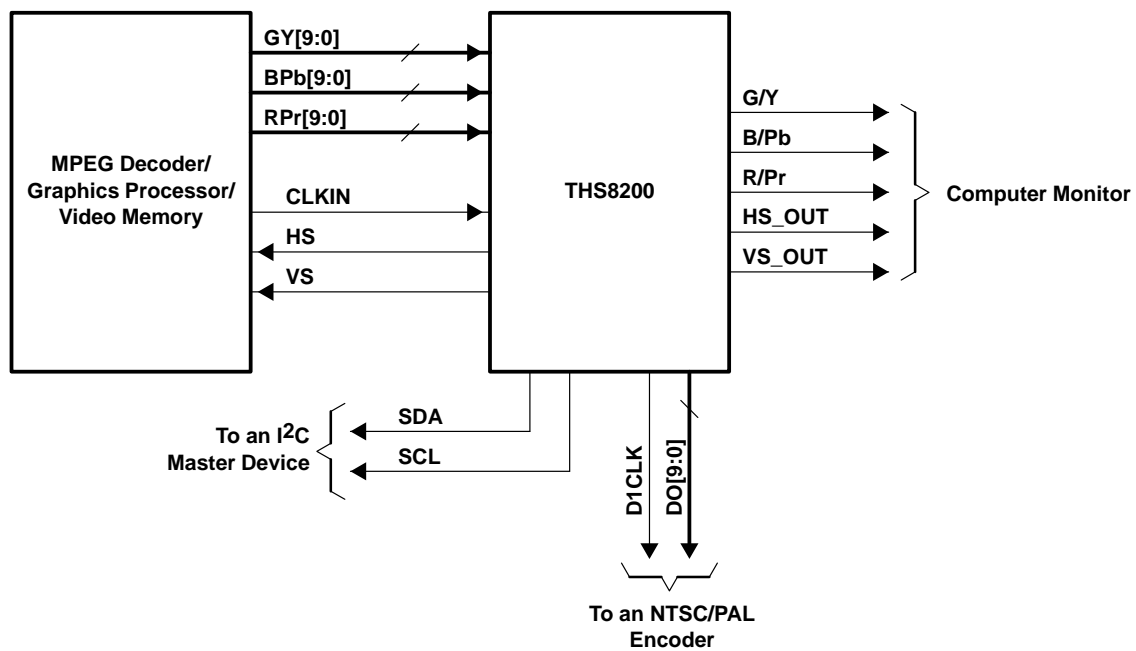 GY[9:0]
BPb[9:0]
RPr[9:0]
MPEG Decoder/
Graphics Processor/
Video Memory
CLKIN
HS
VS
THS8200
G/Y
B/Pb
R/Pr
HS_OUT
VS_OUT
Computer Monitor
SDA
SCL
To an I2C
Master Device
D1CLK
DO[9:0]
To an NTSC/PAL
Encoder